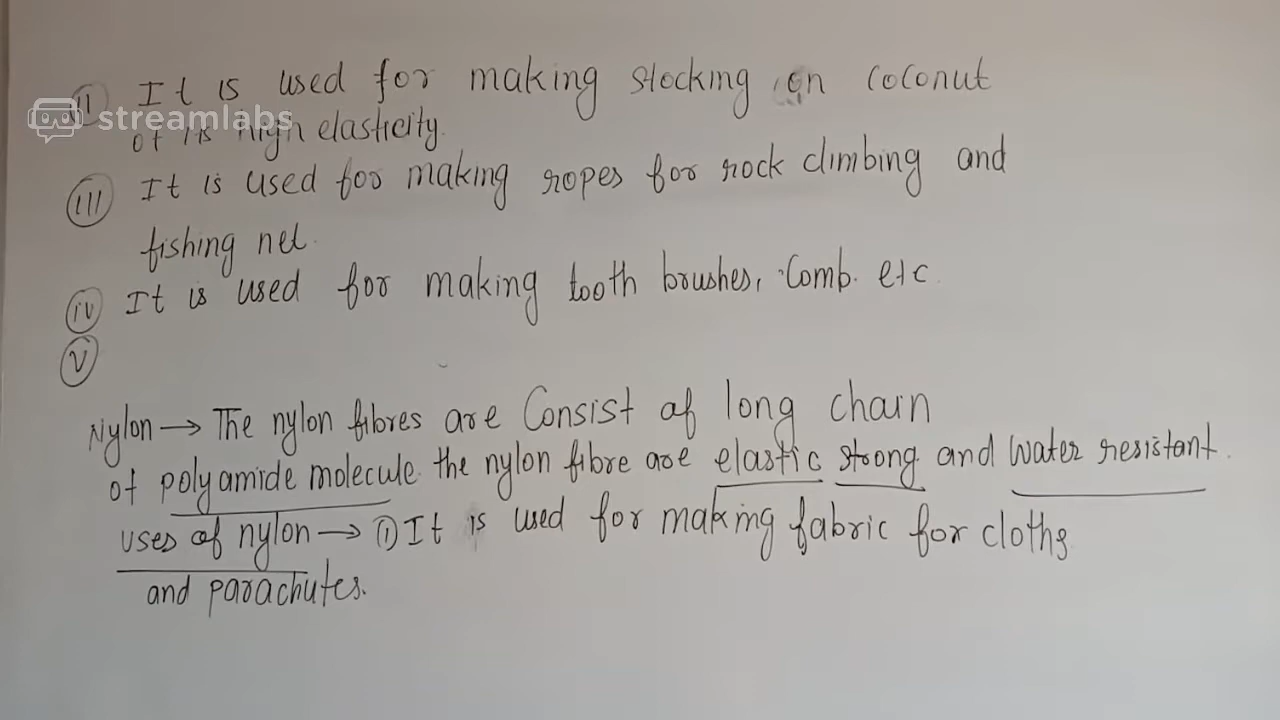 (ii) It is used for making stocking on coconut
of its high elasticity.
(iii) It is used for making ropes for rock climbing and
fishing net.
(iv) It is used for making tooth brushes, Comb. etc.
(v)
Nylon → The nylon fibres are Consist of long chain
of polyamide molecule. the nylon fibre are elastic strong and water resistant.
uses of nylon → (i) It is used for making fabric for cloths
and parachutes.
streamlabs